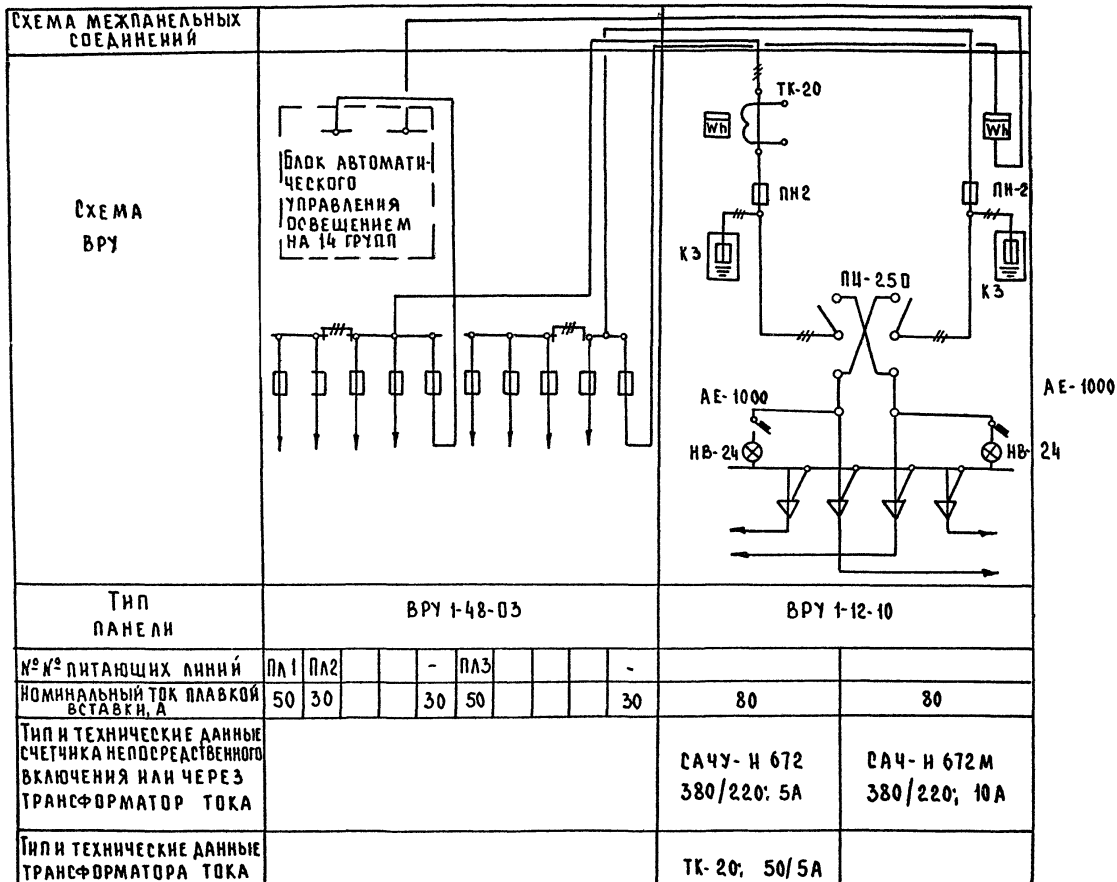 СХЕМА МЕЖПАНЕЛЬНЫХ
СОЕДИНЕНИЙ
СХЕМА
ВРУ
БЛОК АВТОМАТИ-
ЧЕСКОГО
УПРАВЛЕНИЯ
ОСВЕЩЕНИЕМ
НА 14 ГРУПП
ТК-20
Wh
Wh
ПН2
ПН-2
КЗ
КЗ
ПЦ-250
АЕ-1000
АЕ-1000
НВ-24
НВ-24
ТИП
ПАНЕЛИ
ВРУ 1-48-03
ВРУ 1-12-10
№№ ПИТАЮЩИХ ЛИНИЙ
ПЛ1 ПЛ2 - ПЛ3 -
НОМИНАЛЬНЫЙ ТОК ПЛАВКОЙ
ВСТАВКИ, А
50 30 30 50 30 80 80
ТИП И ТЕХНИЧЕСКИЕ ДАННЫЕ
СЧЕТЧИКА НЕПОСРЕДСТВЕННОГО
ВКЛЮЧЕНИЯ ИЛИ ЧЕРЕЗ
ТРАНСФОРМАТОР ТОКА
САЧУ-И 672
380/220; 5А
САЧ-И 672М
380/220; 10А
ТИП И ТЕХНИЧЕСКИЕ ДАННЫЕ
ТРАНСФОРМАТОРА ТОКА
ТК-20; 50/5А